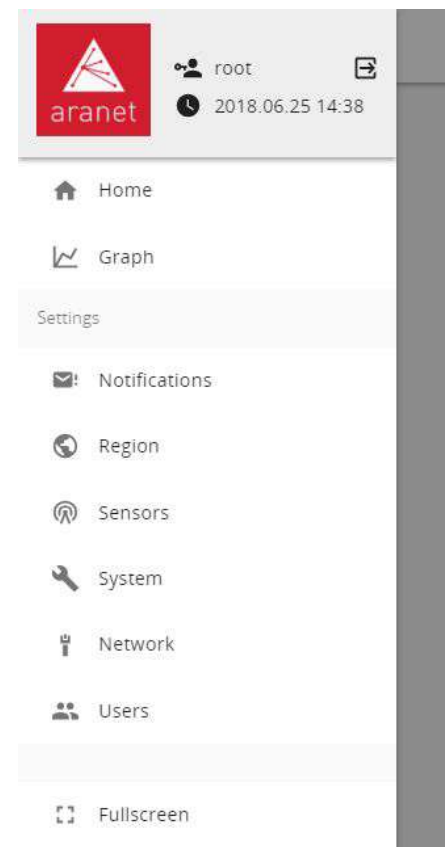 aranet
root
2018.06.25 14:38
Home
Graph
Settings
Notifications
Region
Sensors
System
Network
Users
Fullscreen